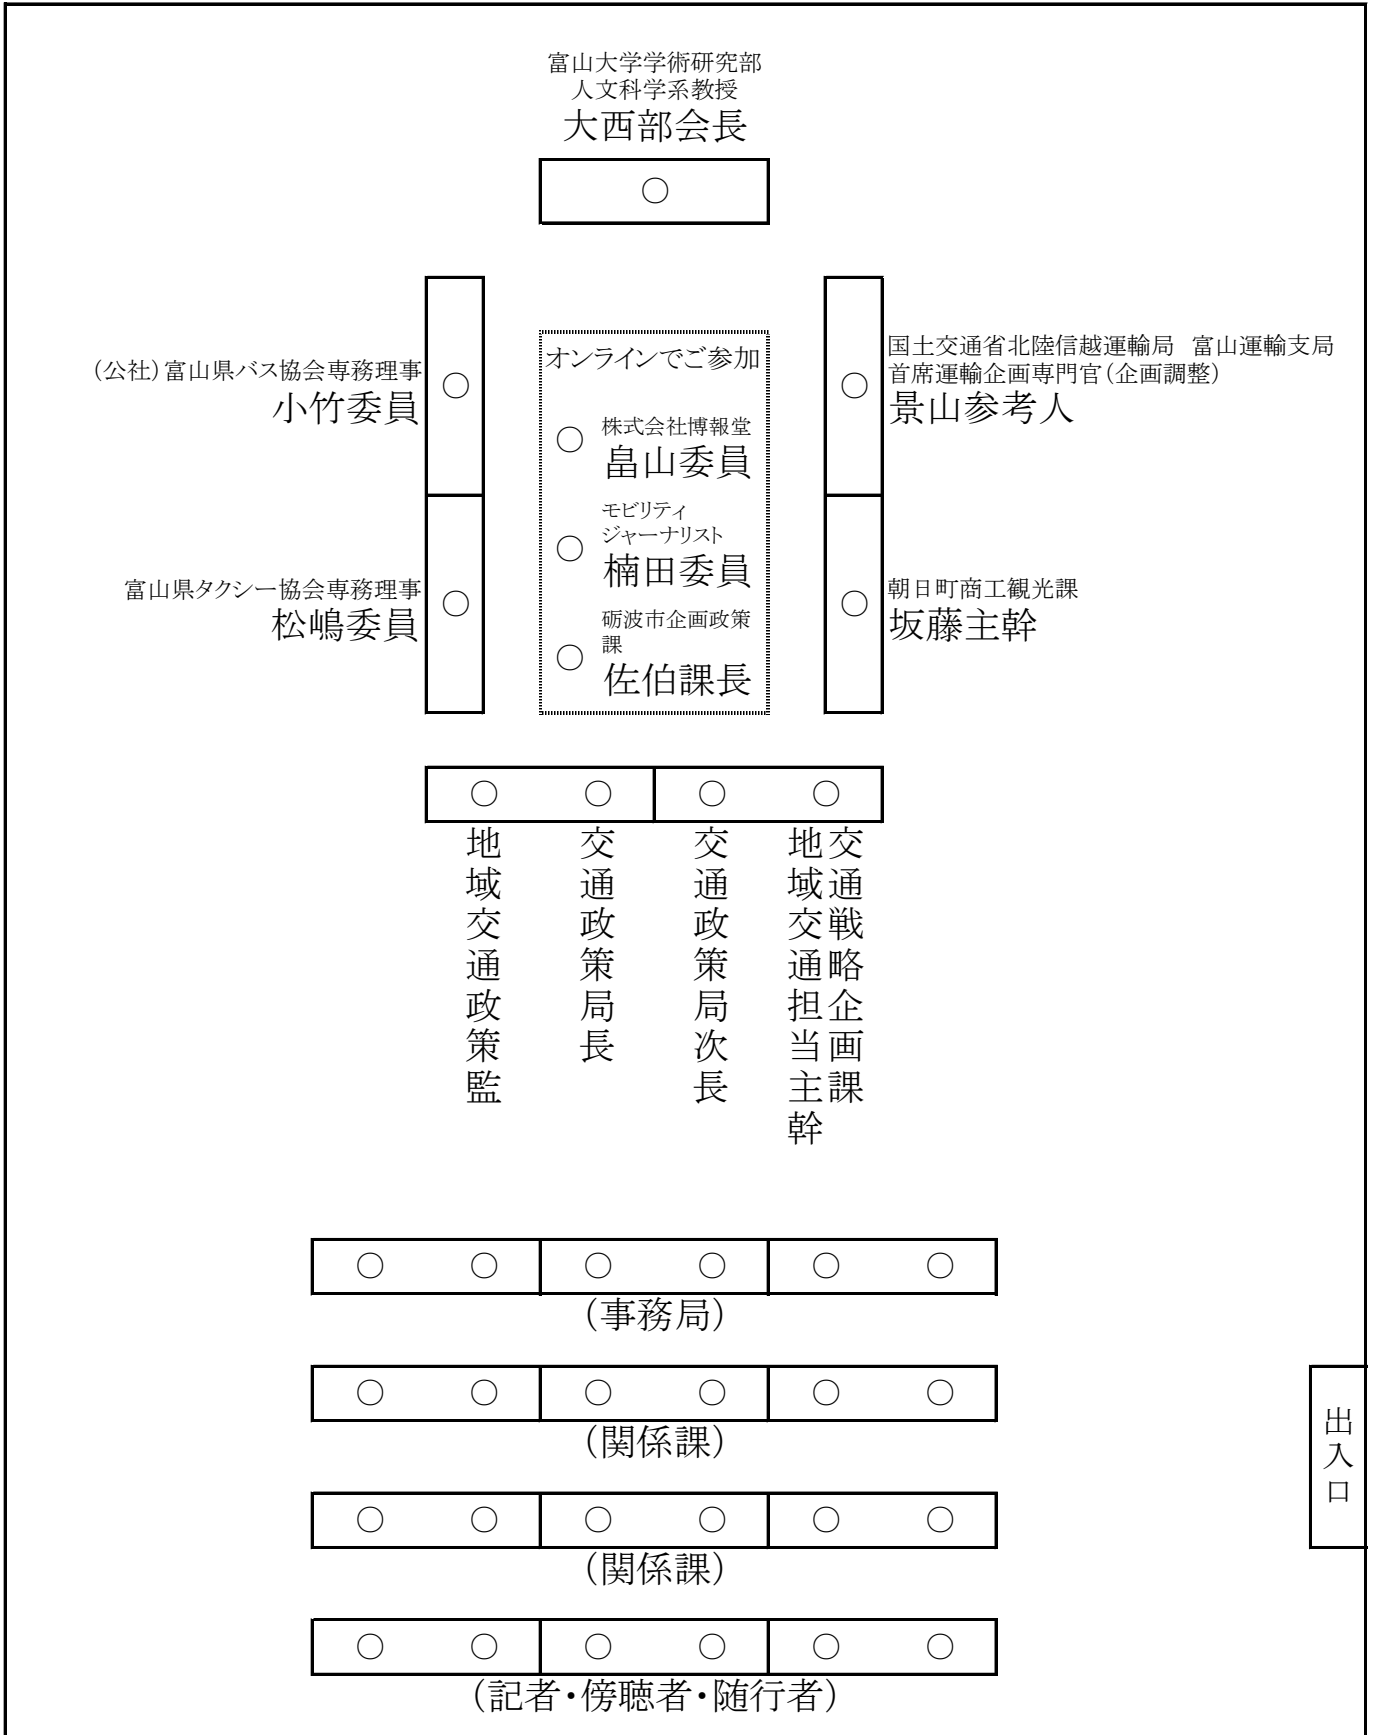 富山大学学術研究部
人文科学系教授
大西部会長
○
(公社)富山県バス協会専務理事
小竹委員
○
富山県タクシー協会専務理事
松嶋委員
○
オンラインでご参加
○
株式会社博報堂
畠山委員
○
モビリティ
ジャーナリスト
楠田委員
○
砺波市企画政策
課
佐伯課長
○
国土交通省北陸信越運輸局 富山運輸支局
首席運輸企画専門官(企画調整)
景山参考人
○
朝日町商工観光課
坂藤主幹
○ ○ ○ ○
地域交通政策監
交通政策局長
交通政策局次長
交通戦略企画課
地域交通担当主幹
○ ○ ○ ○ ○ ○
(事務局)
○ ○ ○ ○ ○ ○
(関係課)
○ ○ ○ ○ ○ ○
(関係課)
○ ○ ○ ○ ○ ○
(記者・傍聴者・随行者)
出入口